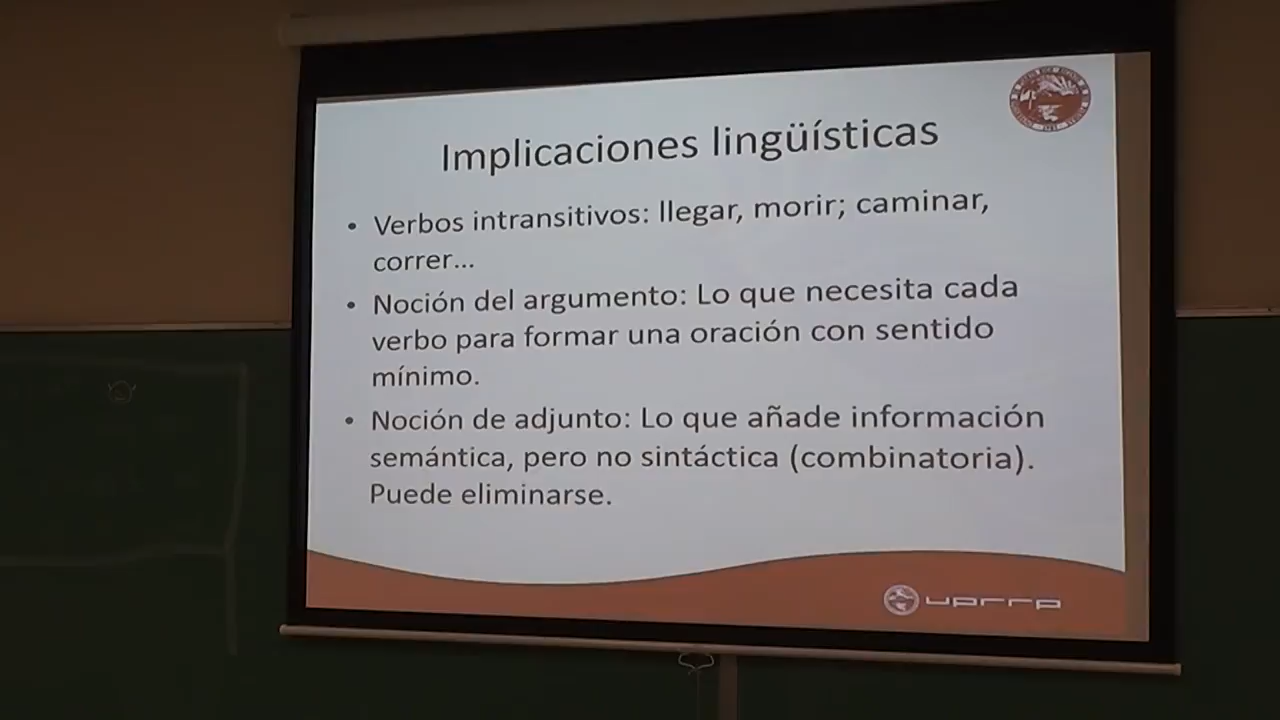 Implicaciones lingüísticas
• Verbos intransitivos: llegar, morir; caminar,
correr...
• Noción del argumento: Lo que necesita cada
verbo para formar una oración con sentido
mínimo.
• Noción de adjunto: Lo que añade información
semántica, pero no sintáctica (combinatoria).
Puede eliminarse.
uprrp